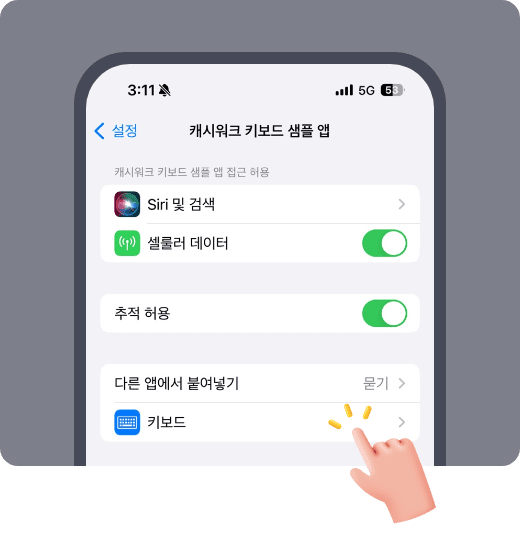 3:11 5G 53
설정 캐시워크 키보드 샘플 앱
캐시워크 키보드 샘플 앱 접근 허용
Siri 및 검색
셀룰러 데이터
추적 허용
다른 앱에서 붙여넣기 묻기
키보드